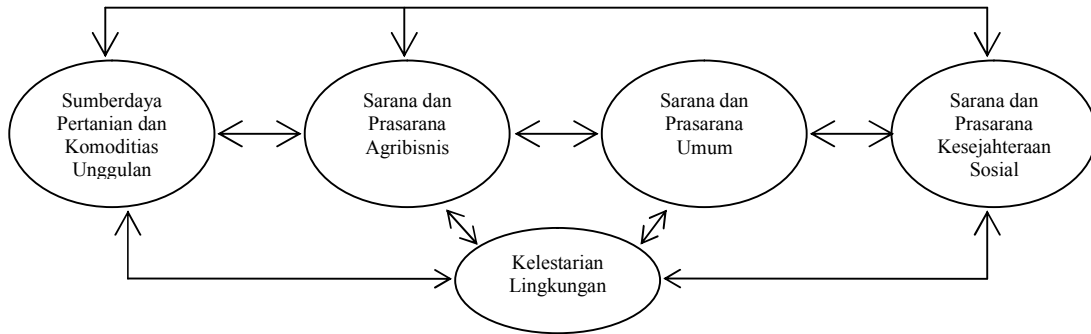 Sumberdaya
Pertanian dan
Komoditias
Unggulan
Sarana dan
Prasarana
Agribisnis
Sarana dan
Prasarana
Umum
Sarana dan
Prasarana
Kesejahteraan
Sosial
Kelestarian
Lingkungan